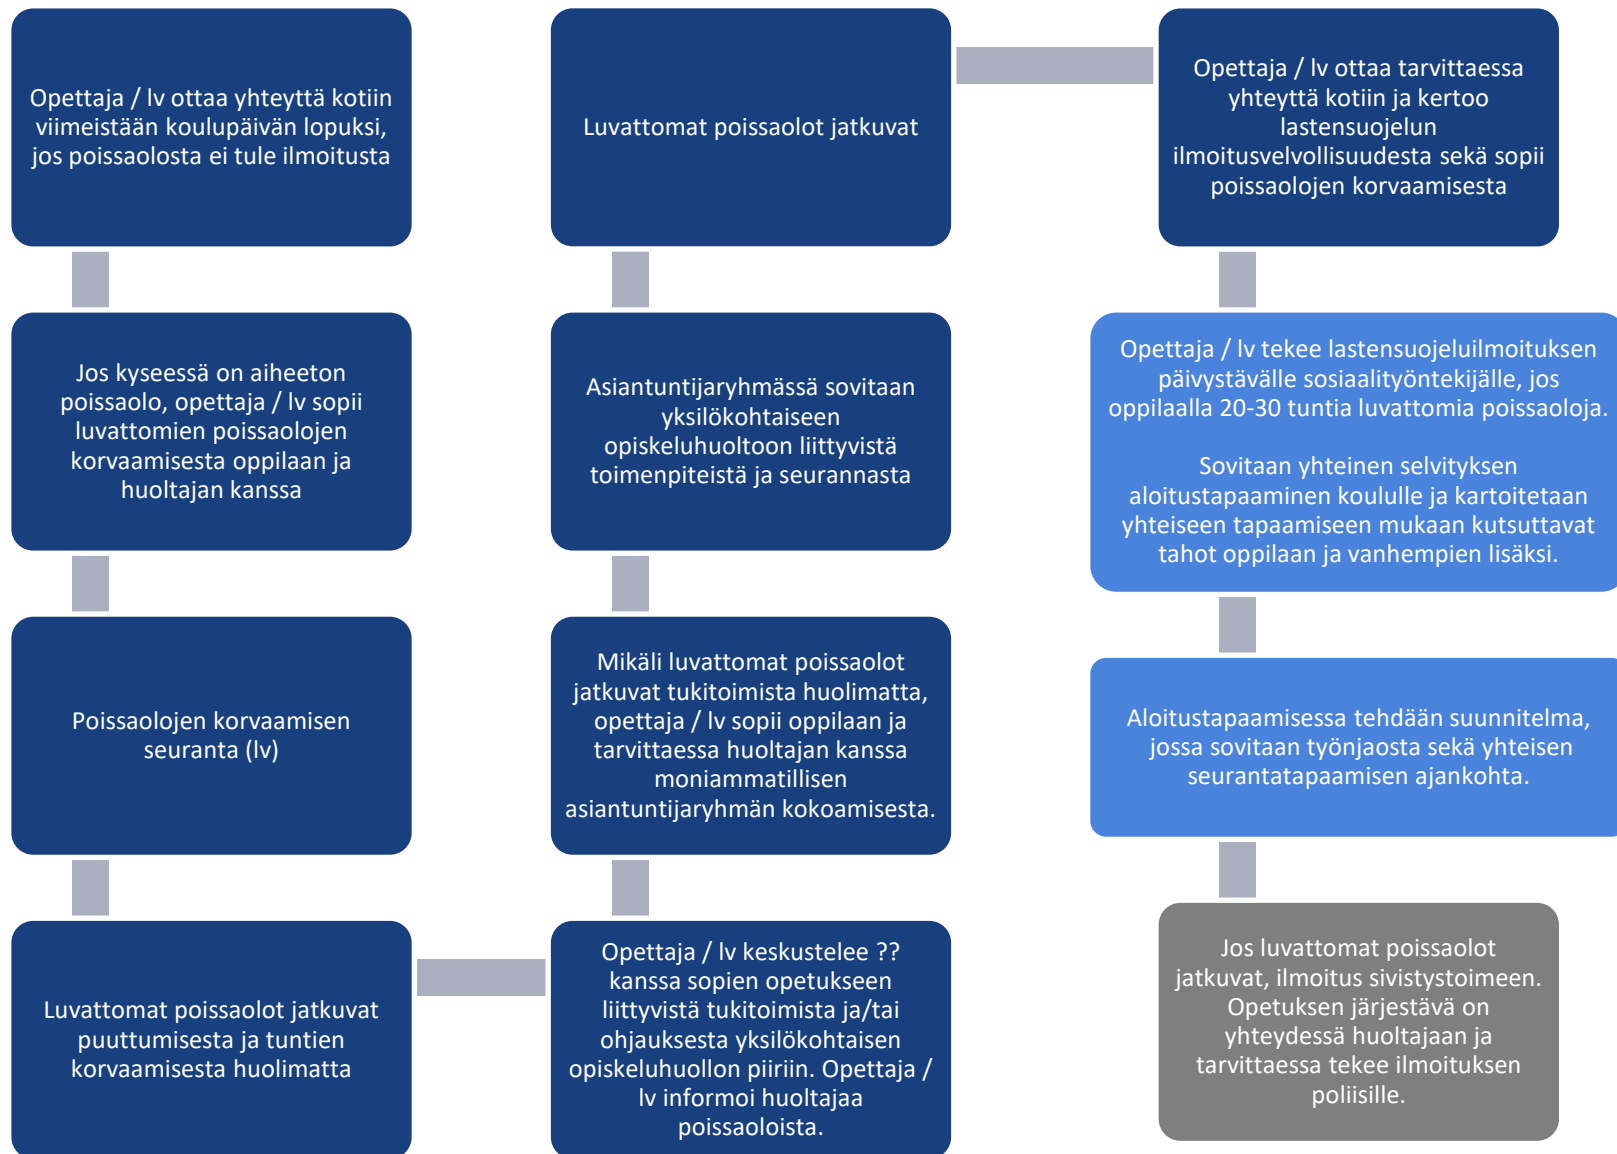 Opettaja / lv ottaa yhteyttä kotiin
viimeistään koulupäivän lopuksi,
jos poissaolosta ei tule ilmoitusta
Jos kyseessä on aiheeton
poissaolo, opettaja / lv sopii
luvattomien poissaolojen
korvaamisesta oppilaan ja
huoltajan kanssa
Poissaolojen korvaamisen
seuranta (lv)
Luvattomat poissaolot jatkuvat
puuttumisesta ja tuntien
korvaamisesta huolimatta
Opettaja / lv keskustelee ??
kanssa sopien opetukseen
liittyvistä tukitoimista ja/tai
ohjauksesta yksilökohtaisen
opiskeluhuollon piiriin. Opettaja /
lv informoi huoltajaa
poissaoloista.
Mikäli luvattomat poissaolot
jatkuvat tukitoimista huolimatta,
opettaja / lv sopii oppilaan ja
tarvittaessa huoltajan kanssa
moniammatillisen
asiantuntijaryhmän kokoamisesta.
Asiantuntijaryhmässä sovitaan
yksilökohtaiseen
opiskeluhuoltoon liittyvistä
toimenpiteistä ja seurannasta
Luvattomat poissaolot jatkuvat
Opettaja / lv ottaa tarvittaessa
yhteyttä kotiin ja kertoo
lastensuojelun
ilmoitusvelvollisuudesta sekä sopii
poissaolojen korvaamisesta
Opettaja / lv tekee lastensuojeluilmoituksen
päivystävälle sosiaalityöntekijälle, jos
oppilaalla 20-30 tuntia luvattomia poissaoloja.
Sovitaan yhteinen selvityksen
aloitustapaaminen koululle ja kartoitetaan
yhteiseen tapaamiseen mukaan kutsuttavat
tahot oppilaan ja vanhempien lisäksi.
Aloitustapaamisessa tehdään suunnitelma,
jossa sovitaan työnjaosta sekä yhteisen
seurantatapaamisen ajankohta.
Jos luvattomat poissaolot
jatkuvat, ilmoitus sivistystoimeen.
Opetuksen järjestävä on
yhteydessä huoltajaan ja
tarvittaessa tekee ilmoituksen
poliisille.